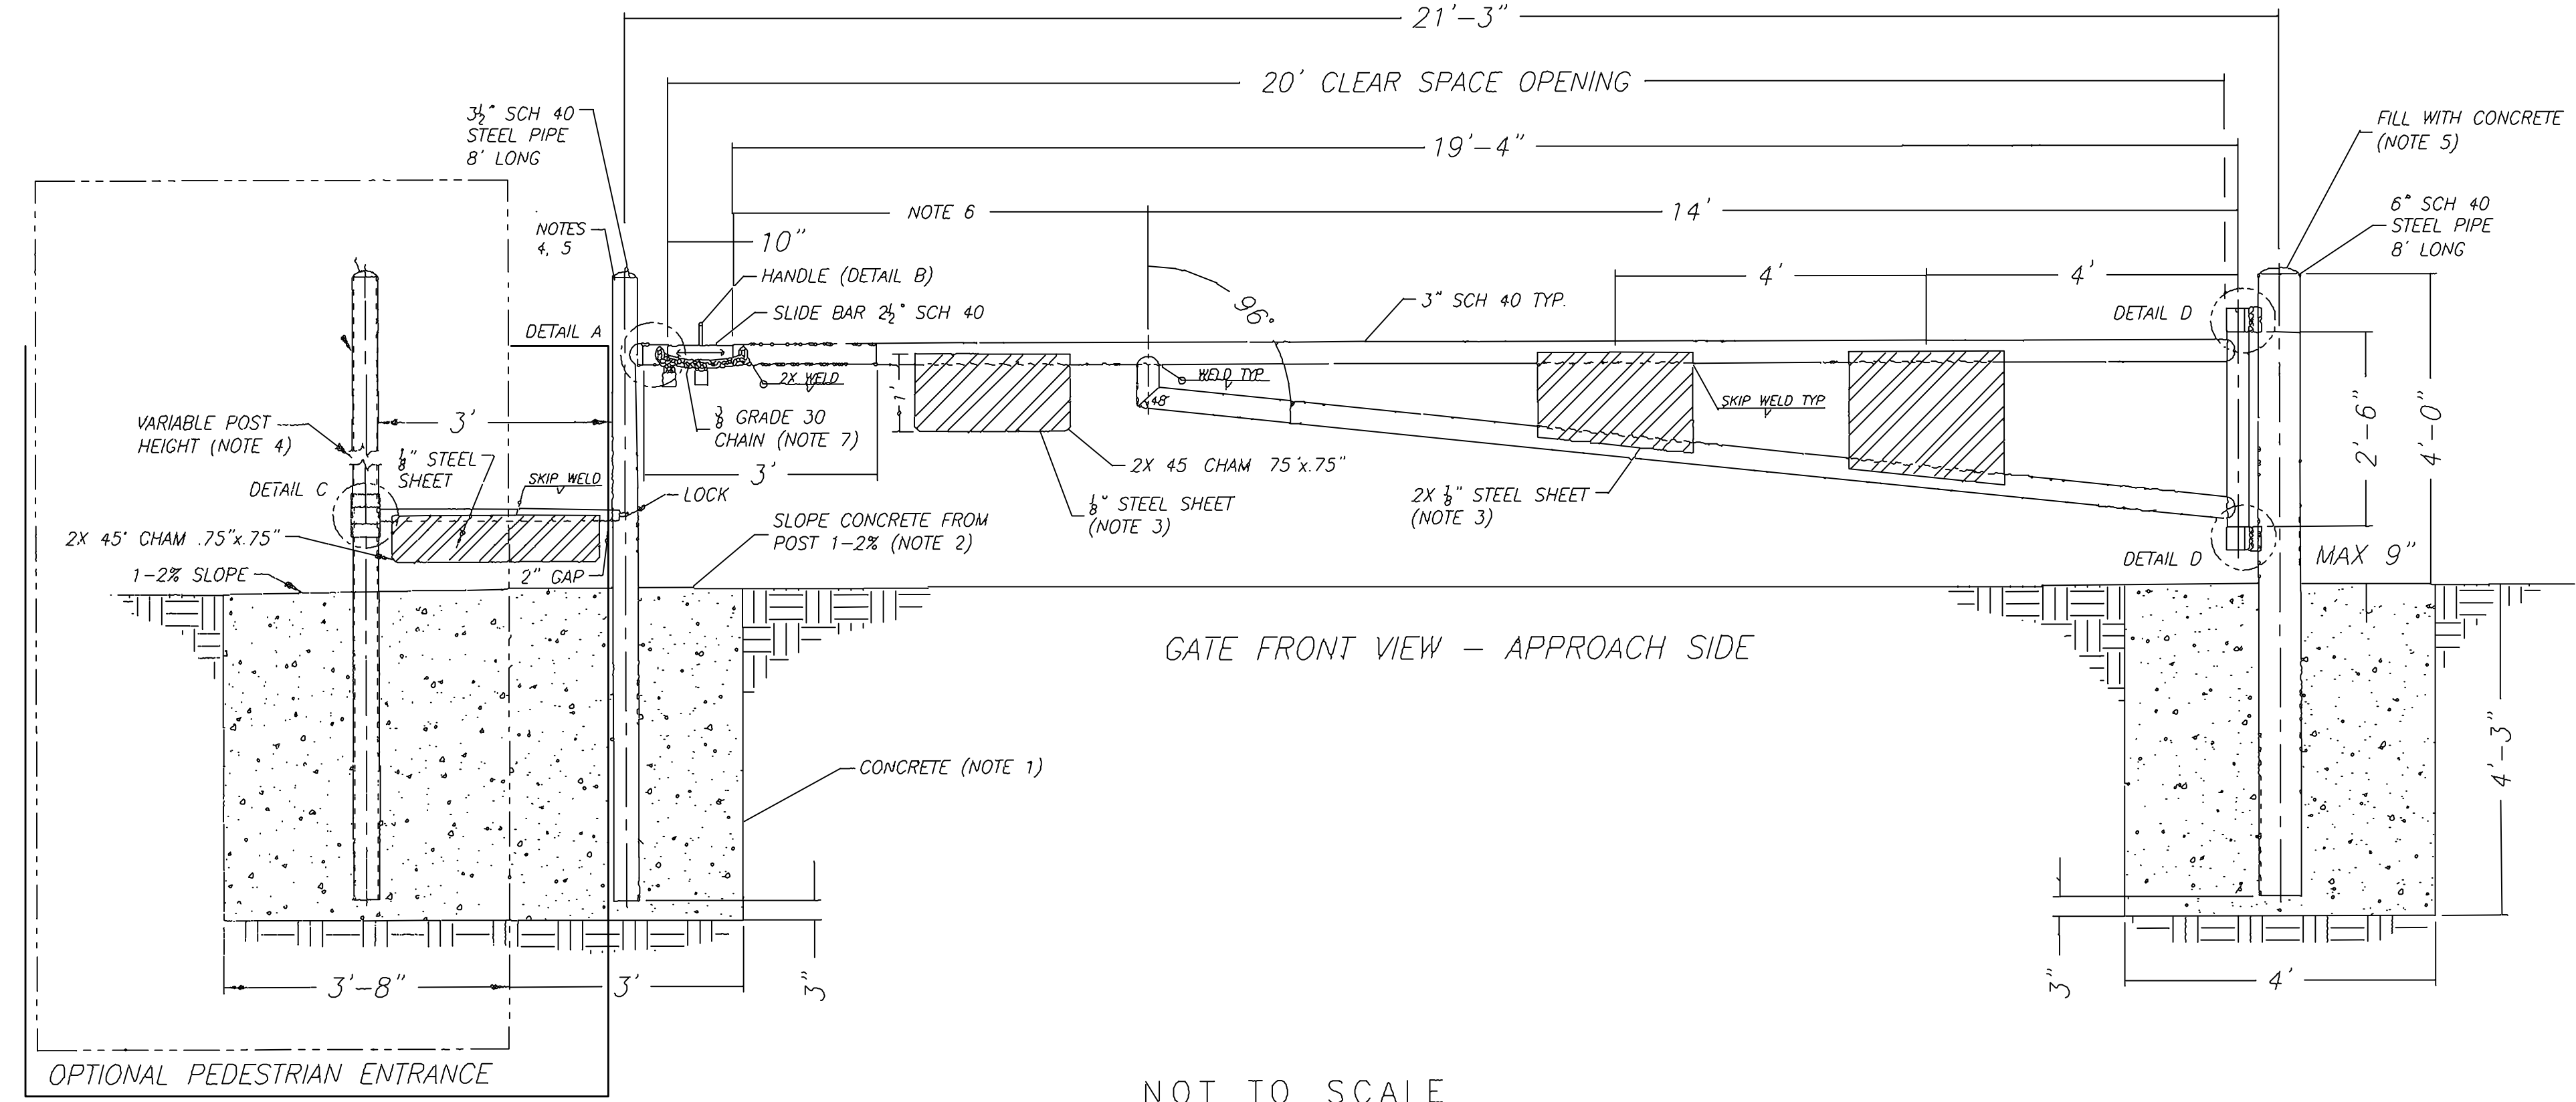 21'-3"
20' CLEAR SPACE OPENING
3½" SCH 40
STEEL PIPE
8' LONG
FILL WITH CONCRETE
(NOTE 5)
19'-4"
NOTE 6
14'
6" SCH 40
STEEL PIPE
8' LONG
NOTES
4, 5
10"
HANDLE (DETAIL B)
4'
4'
96°
3" SCH 40 TYP.
SLIDE BAR 2½" SCH 40
DETAIL A
DETAIL D
2X WELD
WELD TYP
48°
1'
SKIP WELD TYP
2'-6"
4'-0"
VARIABLE POST
HEIGHT (NOTE 4)
3'
⅜ GRADE 30
CHAIN (NOTE 7)
⅛" STEEL
SHEET
3'
2X 45 CHAM 75"x.75"
DETAIL C
SKIP WELD
LOCK
⅛" STEEL SHEET
(NOTE 3)
2X ⅛" STEEL SHEET
(NOTE 3)
2X 45° CHAM .75"x.75"
SLOPE CONCRETE FROM
POST 1-2% (NOTE 2)
1-2% SLOPE
2" GAP
DETAIL D
MAX 9"
GATE FRONT VIEW - APPROACH SIDE
CONCRETE (NOTE 1)
4'-3"
3'-8"
3'
3"
3"
4'
OPTIONAL PEDESTRIAN ENTRANCE
NOT TO SCALE